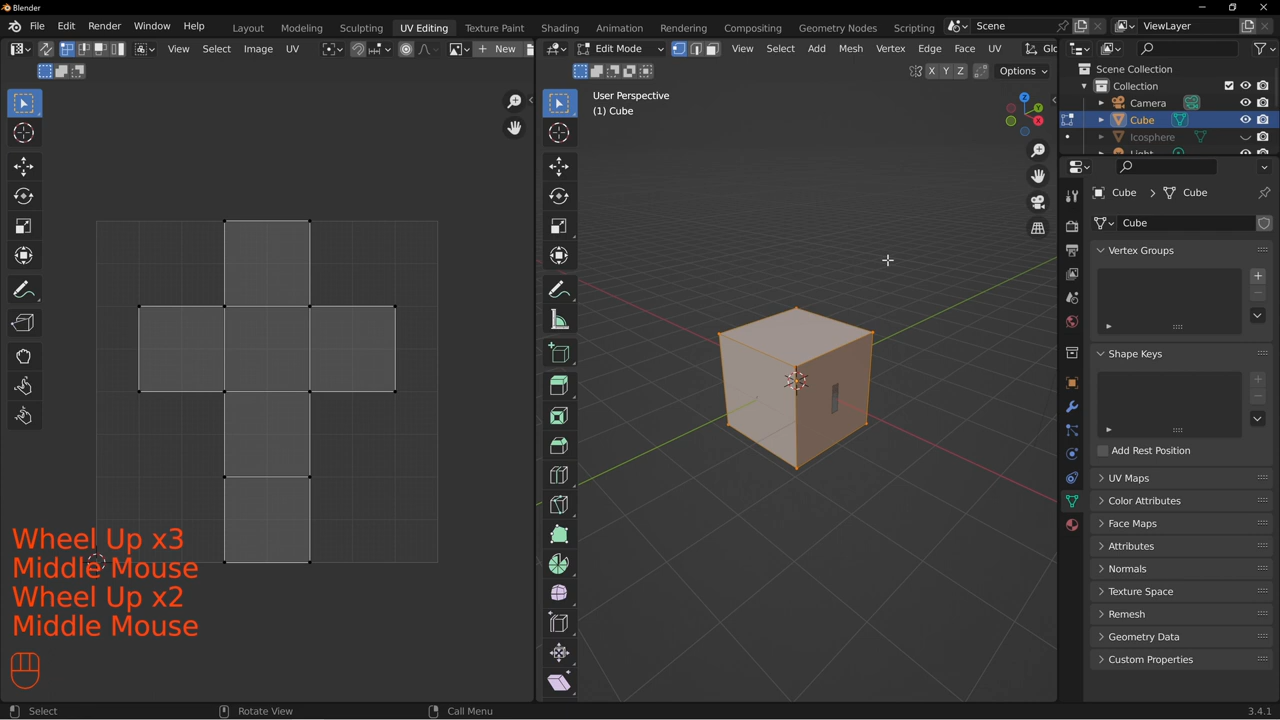 Blender
File Edit Render Window Help
Layout Modeling Sculpting UV Editing Texture Paint Shading Animation Rendering Compositing Geometry Nodes Scripting
Scene
ViewLayer
View Select Image UV
New
Edit Mode
View Select Add Mesh Vertex Edge Face UV
Glo
X Y Z
Options
User Perspective
(1) Cube
Z
Y
X
Scene Collection
Collection
Camera
Cube
Icosphere
Light
Cube > Cube
Cube
Vertex Groups
Shape Keys
Add Rest Position
UV Maps
Color Attributes
Face Maps
Attributes
Normals
Texture Space
Remesh
Geometry Data
Custom Properties
Wheel Up x3
Middle Mouse
Wheel Up x2
Middle Mouse
Select
Rotate View
Call Menu
3.4.1